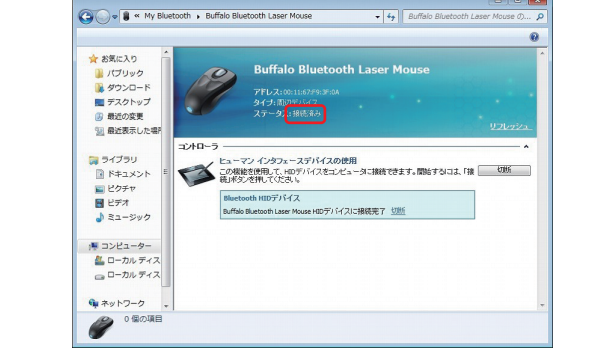 « My Bluetooth ▸ Buffalo Bluetooth Laser Mouse
Buffalo Bluetooth Laser Mouse の...
お気に入り
パブリック
ダウンロード
デスクトップ
最近の変更
最近表示した場所
ライブラリ
ドキュメント
ピクチャ
ビデオ
ミュージック
コンピューター
ローカル ディス
ローカル ディス
ネットワーク
Buffalo Bluetooth Laser Mouse
アドレス:00:11:67:F9:3F:0A
タイプ:周辺デバイス
ステータス:接続済み
リフレッシュ
コントローラ
ヒューマン インタフェースデバイスの使用
この機能を使用して、HIDデバイスをコンピュータに接続できます。開始するには、「接
続」ボタンを押してください。
切断
Bluetooth HIDデバイス
Buffalo Bluetooth Laser Mouse HIDデバイスに接続完了 切断
0 個の項目